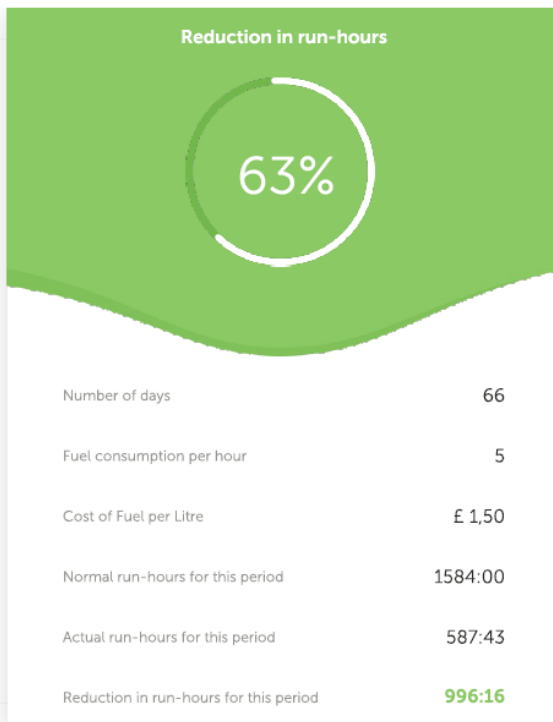 Reduction in run-hours
63%
Number of days 66
Fuel consumption per hour 5
Cost of Fuel per Litre £ 1,50
Normal run-hours for this period 1584:00
Actual run-hours for this period 587:43
Reduction in run-hours for this period 996:16